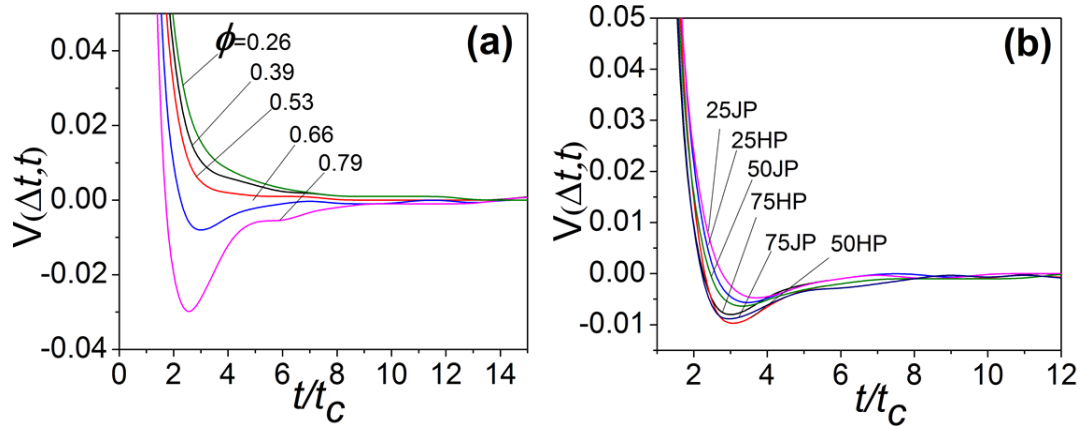 (a)
ϕ=0.26
0.39
0.53
0.66
0.79
0.04
0.02
0.00
-0.02
-0.04
V(Δt,t)
0 2 4 6 8 10 12 14
t/tC
(b)
25JP
25HP
50JP
75HP
75JP
50HP
0.05
0.04
0.03
0.02
0.01
0.00
-0.01
V(Δt,t)
2 4 6 8 10 12
t/tC